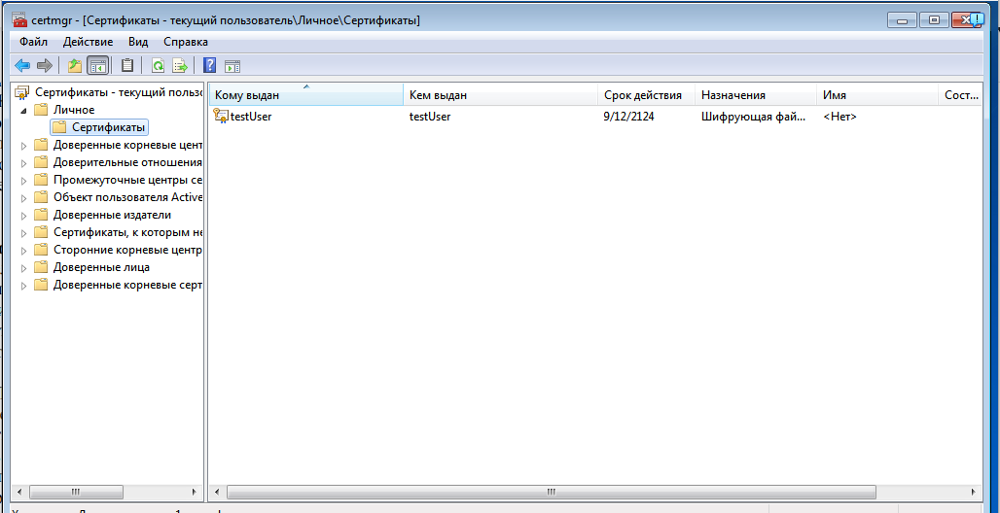 certmgr - [Сертификаты - текущий пользователь\Личное\Сертификаты]
Файл Действие Вид Справка
Сертификаты - текущий пользо
Личное
Сертификаты
Доверенные корневые цент
Доверительные отношения
Промежуточные центры се
Объект пользователя Active
Доверенные издатели
Сертификаты, к которым не
Сторонние корневые центр
Доверенные лица
Доверенные корневые серт
Кому выдан Кем выдан Срок действия Назначения Имя Сост...
testUser testUser 9/12/2124 Шифрующая фай... <Нет>